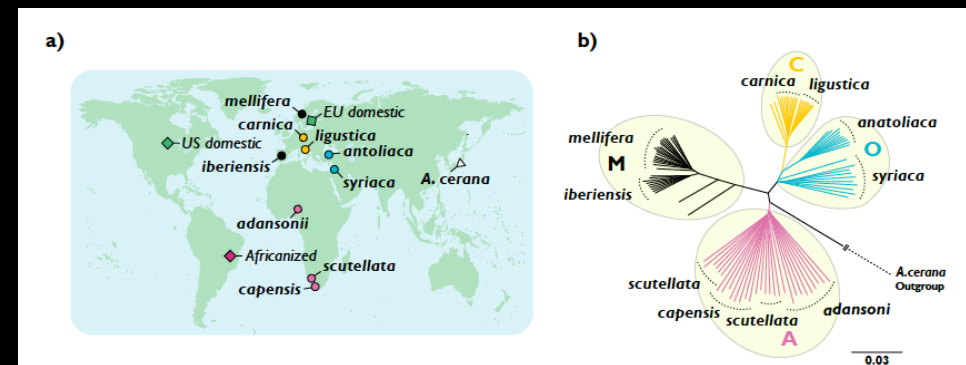 a)
mellifera
EU domestic
carnica
ligustica
US domestic
antoliaca
iberiensis
A. cerana
syriaca
adansonii
Africanized
scutellata
capensis
b)
C
carnica
ligustica
anatoliaca
mellifera
O
M
syriaca
iberiensis
A.cerana
Outgroup
scutellata
capensis
scutellata
adansoni
A
0.03